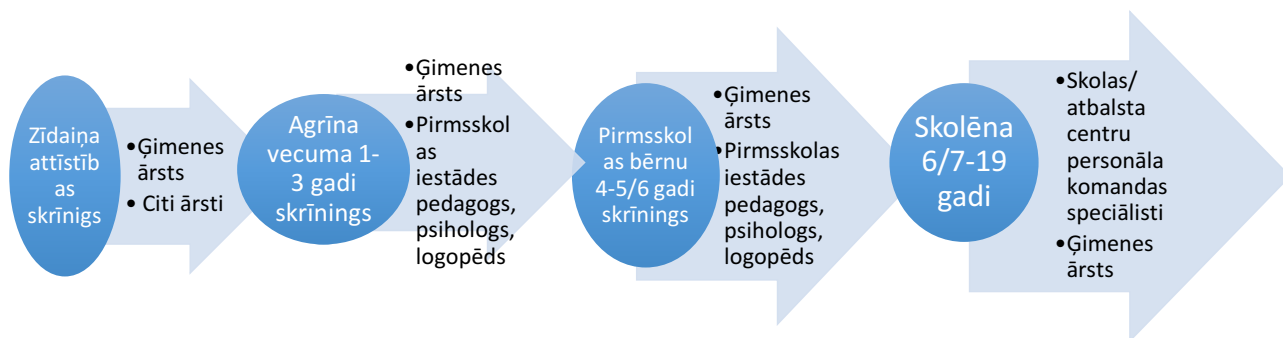 Zīdaiņa
attīstīb
as
skrīnigs
•Ģimenes
ārsts
• Citi ārsti
Agrīna
vecuma 1-
3 gadi
skrīnings
•Ģimenes
ārsts
•Pirmsskol
as
iestādes
pedagogs,
psihologs,
logopēds
Pirmsskol
as bērnu
4-5/6 gadi
skrīnings
•Ģimenes
ārsts
•Pirmsskolas
iestādes
pedagogs,
psihologs,
logopēds
Skolēna
6/7-19
gadi
•Skolas/
atbalsta
centru
personāla
komandas
speciālisti
•Ģimenes
ārsts